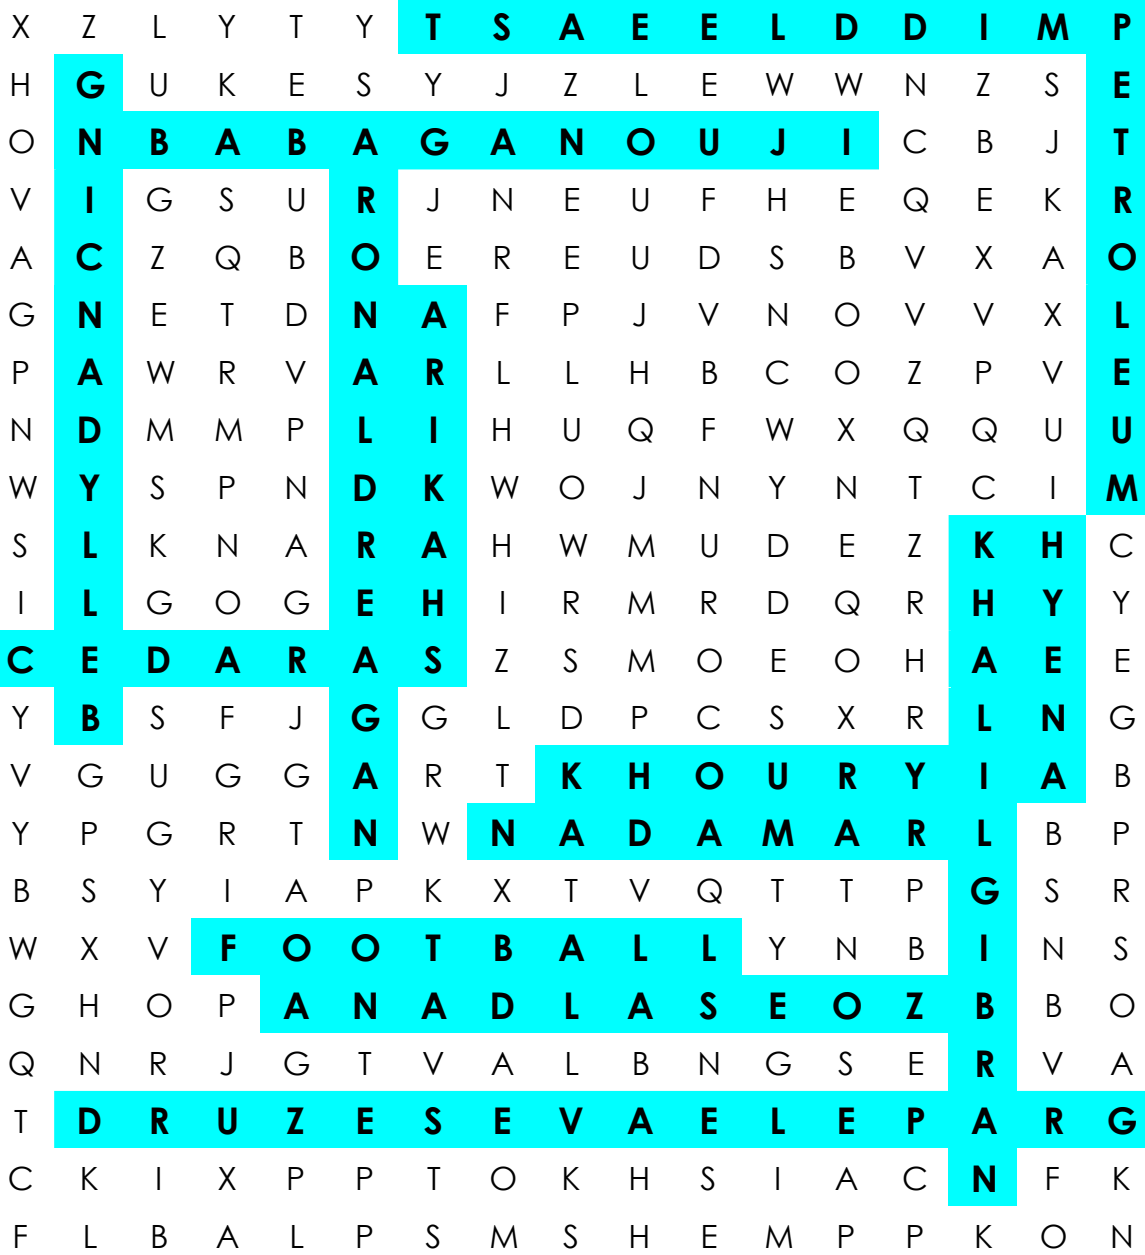 X Z L Y T Y T S A E E L D D I M P
H G U K E S Y J Z L E W W N Z S E
O N B A B A G A N O U J I C B J T
V I G S U R J N E U F H E Q E K R
A C Z Q B O E R E U D S B V X A O
G N E T D N A F P J V N O V V X L
P A W R V A R L L H B C O Z P V E
N D M M P L I H U Q F W X Q Q U U
W Y S P N D K W O J N Y N T C I M
S L K N A R A H W M U D E Z K H C
I L G O G E H I R M R D Q R H Y Y
C E D A R A S Z S M O E O H A E E
Y B S F J G G L D P C S X R L N G
V G U G G A R T K H O U R Y I A B
Y P G R T N W N A D A M A R L B P
B S Y I A P K X T V Q T T P G S R
W X V F O O T B A L L Y N B I N S
G H O P A N A D L A S E O Z B B O
Q N R J G T V A L B N G S E R V A
T D R U Z E S E V A E L E P A R G
C K I X P P T O K H S I A C N F K
F L B A L P S M S H E M P P K O N